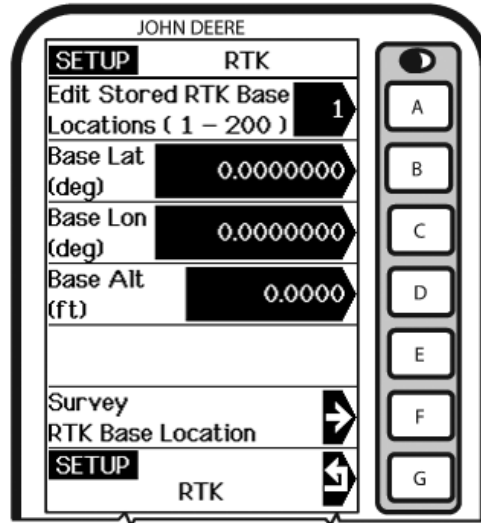 JOHN DEERE
SETUP RTK
Edit Stored RTK Base
Locations ( 1 – 200 ) 1
Base Lat
(deg) 0.0000000
Base Lon
(deg) 0.0000000
Base Alt
(ft) 0.0000
Survey
RTK Base Location
SETUP
RTK
A
B
C
D
E
F
G